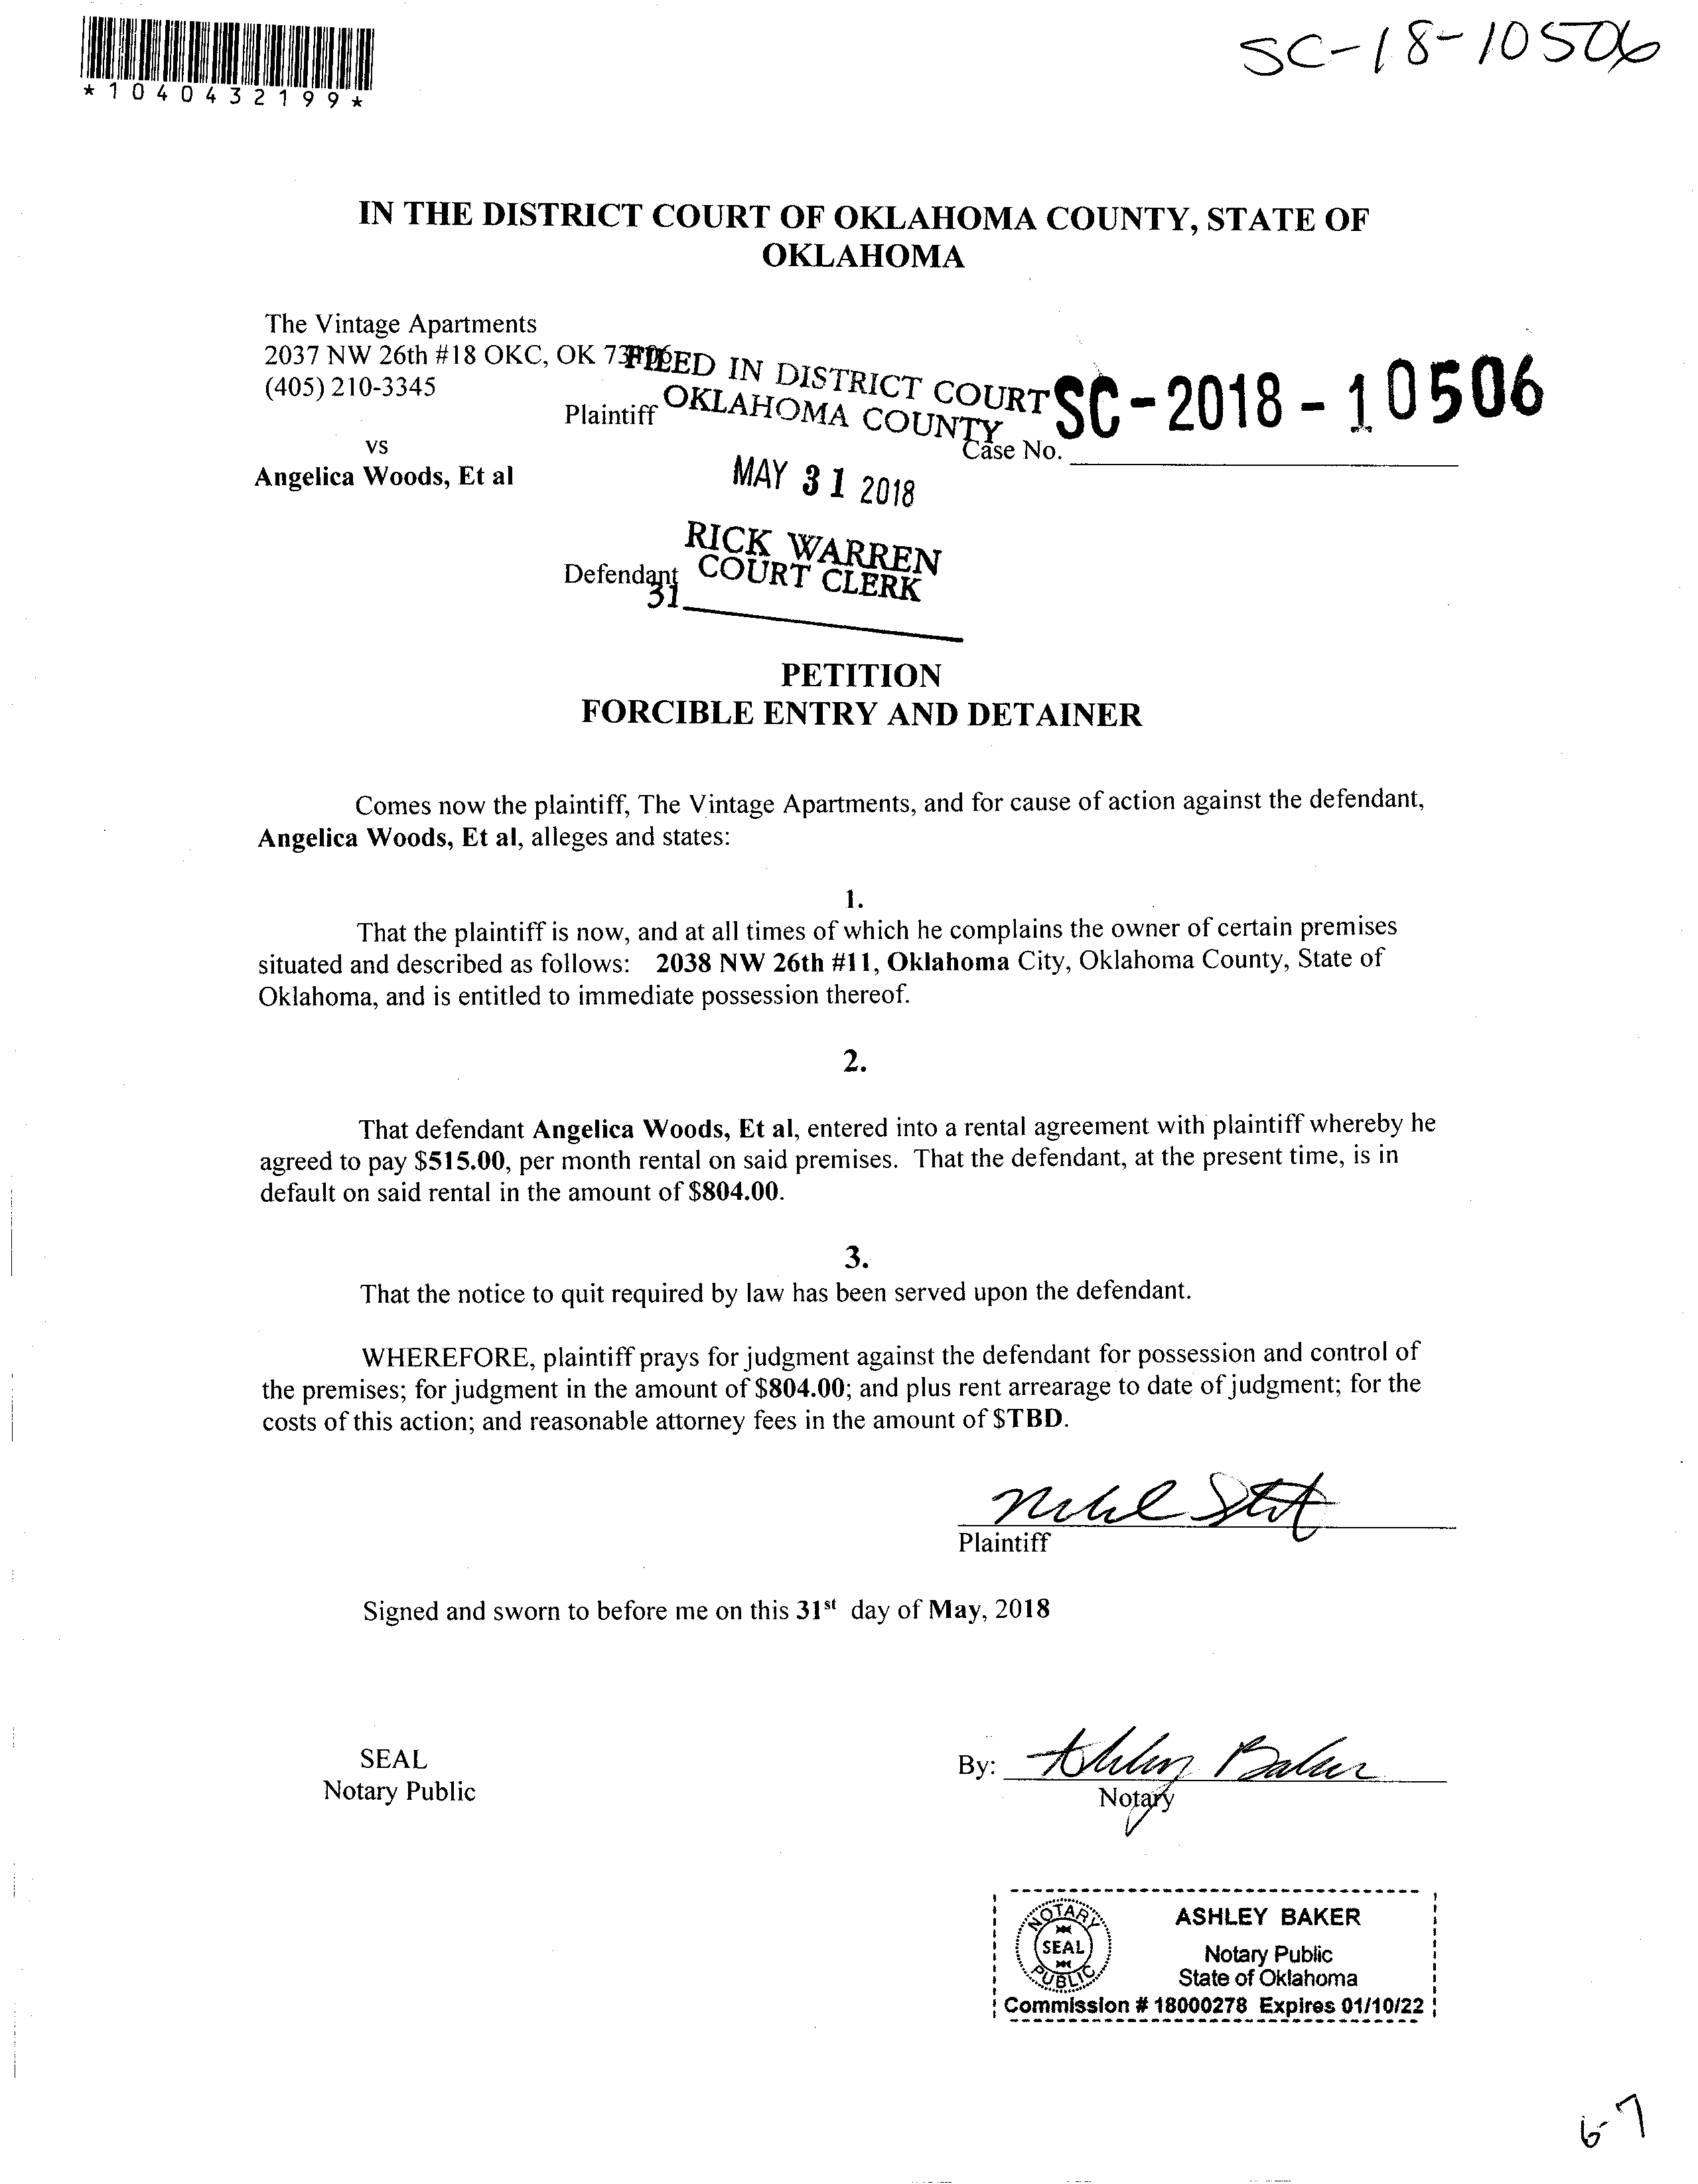 SC-18-10506
*1040432199*
IN THE DISTRICT COURT OF OKLAHOMA COUNTY, STATE OF
OKLAHOMA
The Vintage Apartments
2037 NW 26th #18 OKC, OK
(405) 210-3345
Plaintiff
FILED IN DISTRICT COURT
OKLAHOMA COUNTY
SC-2018-10506
Case No.
vs
Angelica Woods, Et al
MAY 31 2018
RICK WARREN
COURT CLERK
Defendant
31
PETITION
FORCIBLE ENTRY AND DETAINER
Comes now the plaintiff, The Vintage Apartments, and for cause of action against the defendant,
Angelica Woods, Et al, alleges and states:
1.
That the plaintiff is now, and at all times of which he complains the owner of certain premises
situated and described as follows: 2038 NW 26th #11, Oklahoma City, Oklahoma County, State of
Oklahoma, and is entitled to immediate possession thereof.
2.
That defendant Angelica Woods, Et al, entered into a rental agreement with plaintiff whereby he
agreed to pay $515.00, per month rental on said premises. That the defendant, at the present time, is in
default on said rental in the amount of $804.00.
3.
That the notice to quit required by law has been served upon the defendant.
WHEREFORE, plaintiff prays for judgment against the defendant for possession and control of
the premises; for judgment in the amount of $804.00; and plus rent arrearage to date of judgment; for the
costs of this action; and reasonable attorney fees in the amount of $TBD.
Plaintiff
Signed and sworn to before me on this 31st day of May, 2018
SEAL
Notary Public
By: Ashley Baker
Notary
NOTARY
SEAL
PUBLIC
ASHLEY BAKER
Notary Public
State of Oklahoma
Commission # 18000278 Expires 01/10/22
6-7